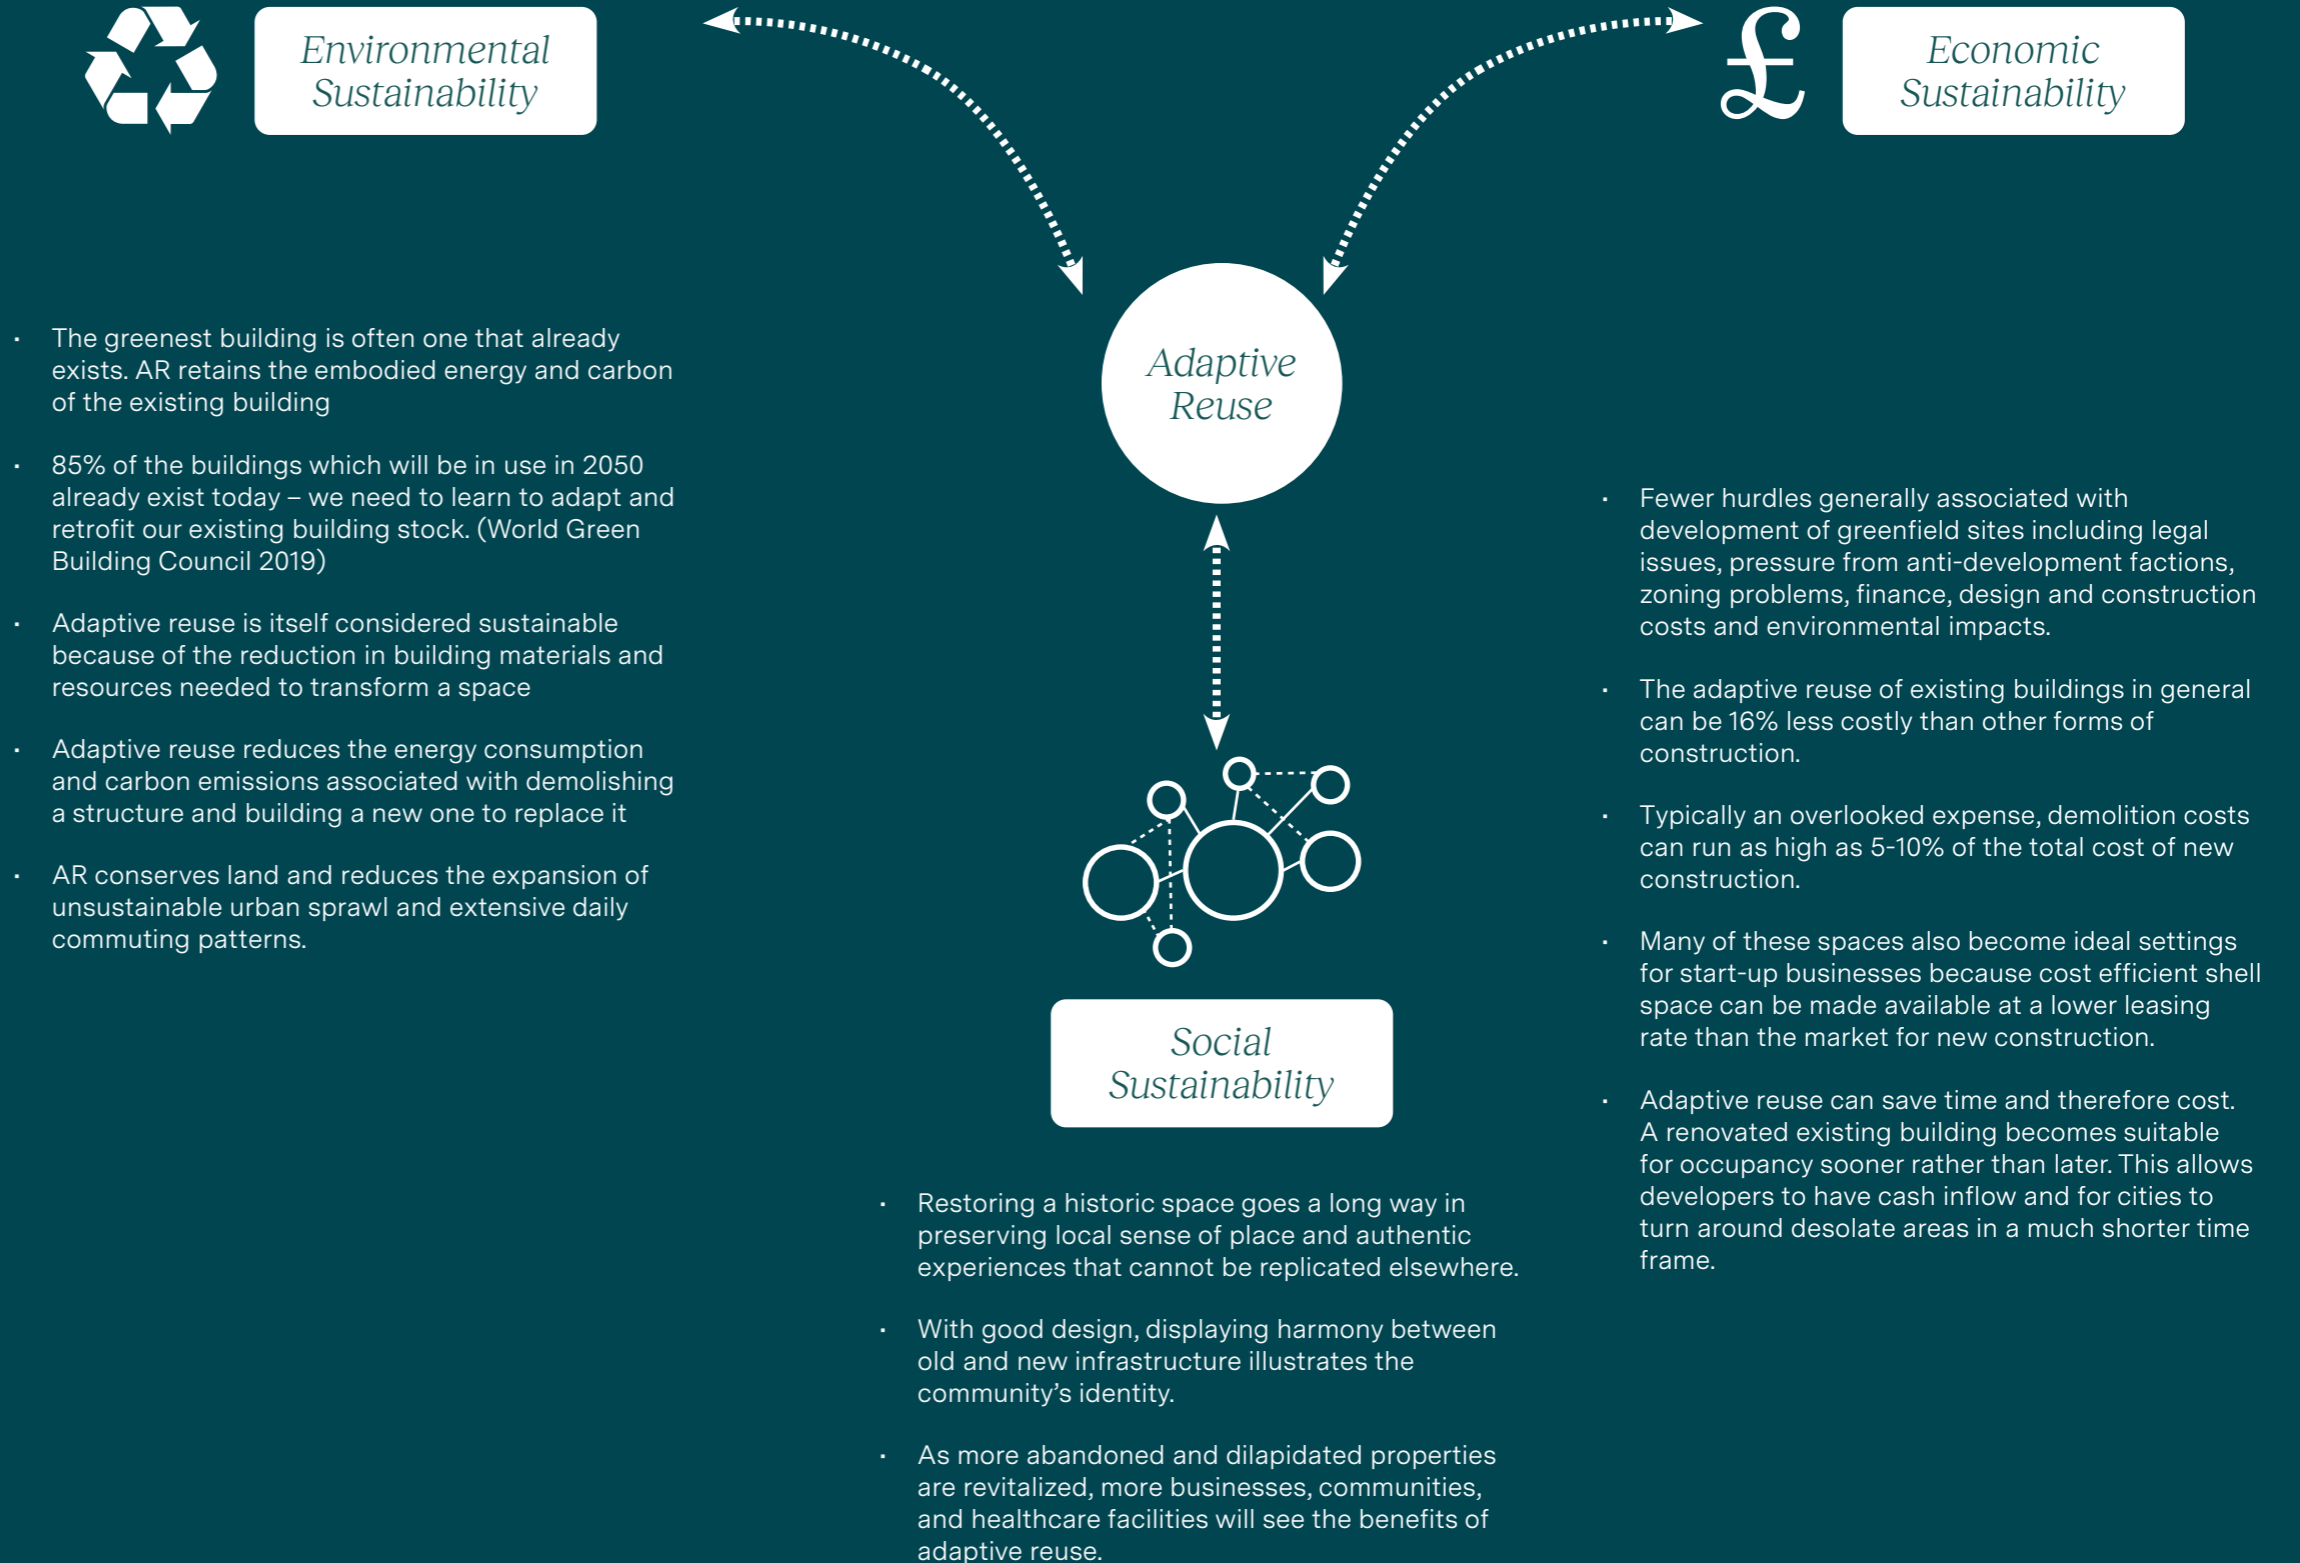 Environmental
Sustainability
£
Economic
Sustainability
Adaptive
Reuse
· The greenest building is often one that already
exists. AR retains the embodied energy and carbon
of the existing building
· 85% of the buildings which will be in use in 2050
already exist today – we need to learn to adapt and
retrofit our existing building stock. (World Green
Building Council 2019)
· Adaptive reuse is itself considered sustainable
because of the reduction in building materials and
resources needed to transform a space
· Adaptive reuse reduces the energy consumption
and carbon emissions associated with demolishing
a structure and building a new one to replace it
· AR conserves land and reduces the expansion of
unsustainable urban sprawl and extensive daily
commuting patterns.
· Fewer hurdles generally associated with
development of greenfield sites including legal
issues, pressure from anti-development factions,
zoning problems, finance, design and construction
costs and environmental impacts.
· The adaptive reuse of existing buildings in general
can be 16% less costly than other forms of
construction.
· Typically an overlooked expense, demolition costs
can run as high as 5-10% of the total cost of new
construction.
· Many of these spaces also become ideal settings
for start-up businesses because cost efficient shell
space can be made available at a lower leasing
rate than the market for new construction.
· Adaptive reuse can save time and therefore cost.
A renovated existing building becomes suitable
for occupancy sooner rather than later. This allows
developers to have cash inflow and for cities to
turn around desolate areas in a much shorter time
frame.
Social
Sustainability
· Restoring a historic space goes a long way in
preserving local sense of place and authentic
experiences that cannot be replicated elsewhere.
· With good design, displaying harmony between
old and new infrastructure illustrates the
community’s identity.
· As more abandoned and dilapidated properties
are revitalized, more businesses, communities,
and healthcare facilities will see the benefits of
adaptive reuse.